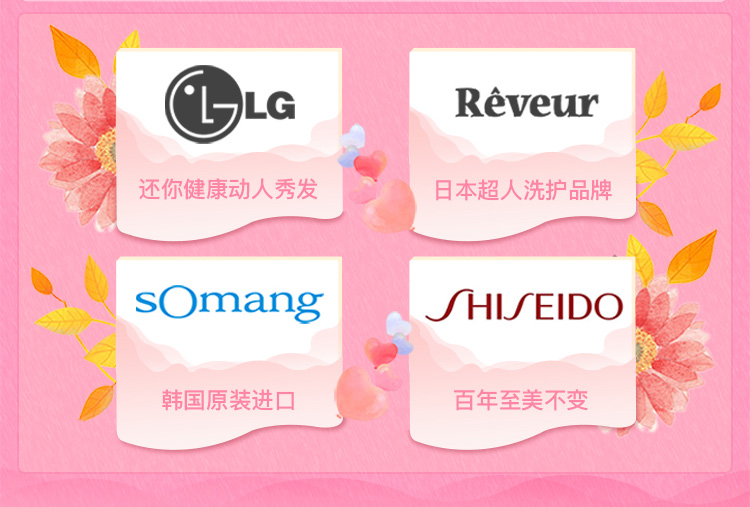 LG
Rêveur
还你健康动人秀发
日本超人洗护品牌
sOmang
SHISEIDO
韩国原装进口
百年至美不变